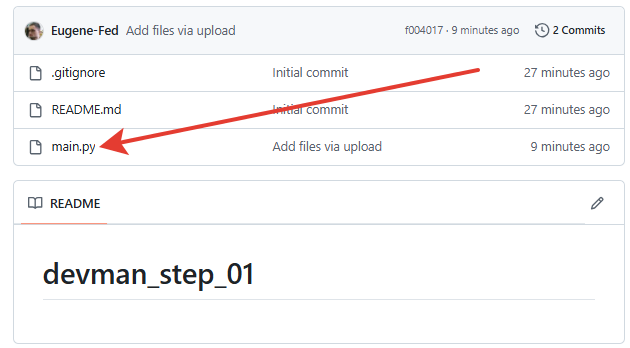 Eugene-Fed Add files via upload f004017 · 9 minutes ago 2 Commits
.gitignore Initial commit 27 minutes ago
README.md Initial commit 27 minutes ago
main.py Add files via upload 9 minutes ago
README
devman_step_01